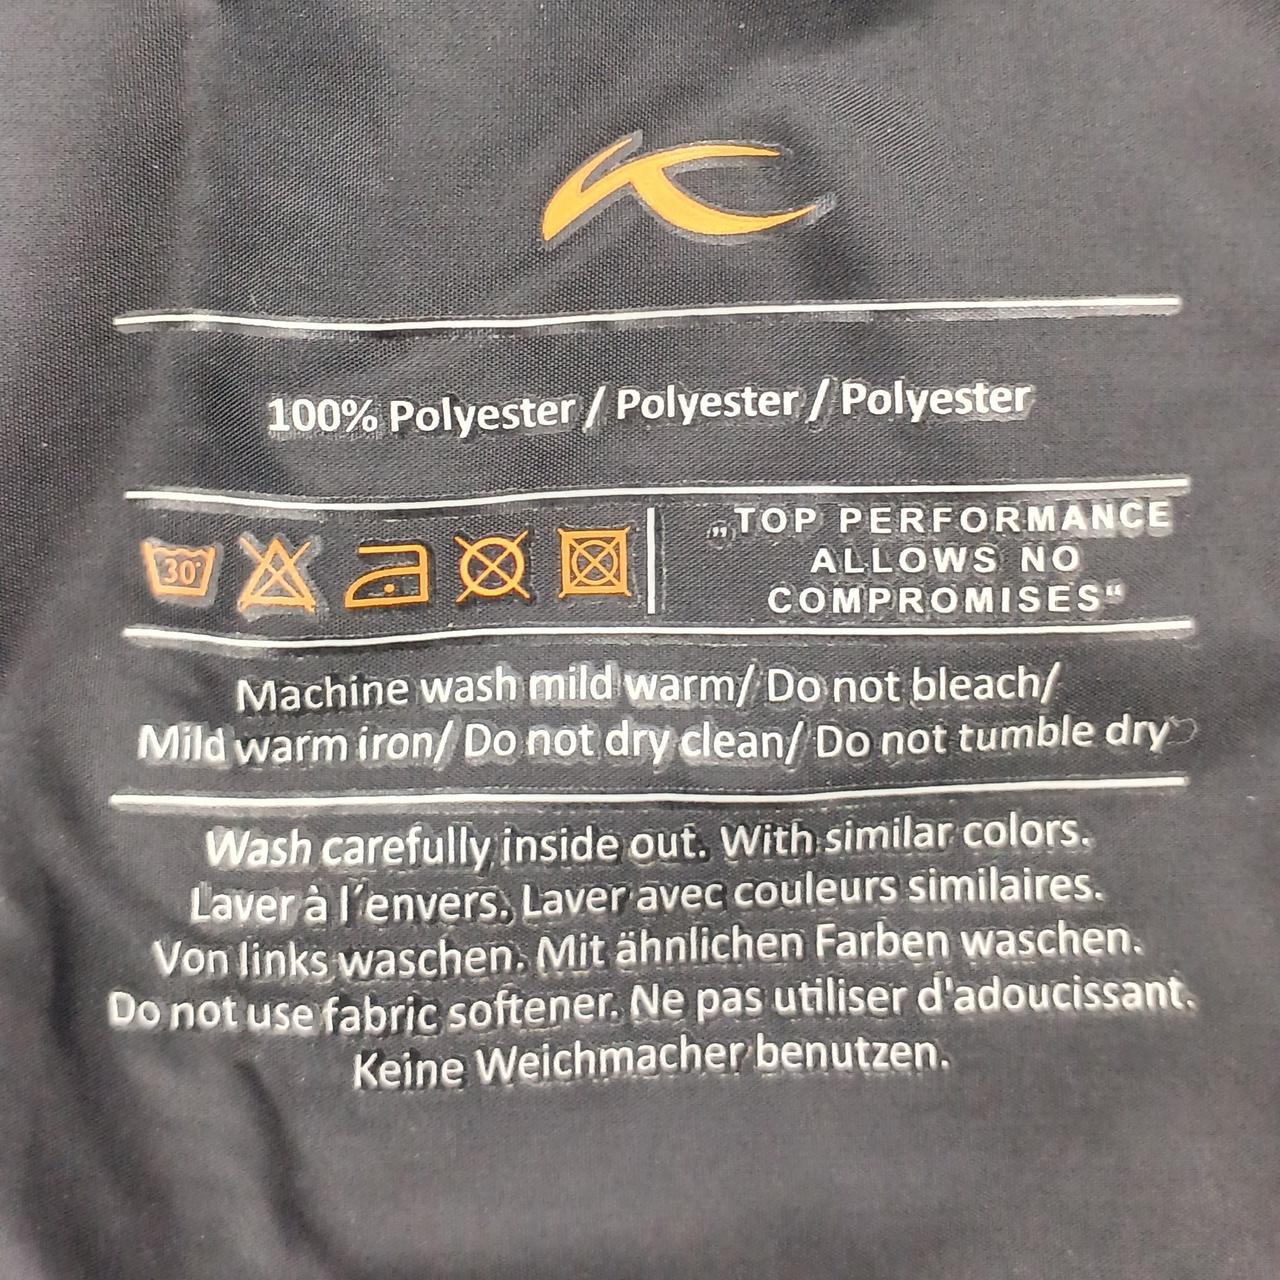 100% Polyester / Polyester / Polyester
30°
„TOP PERFORMANCE
ALLOWS NO
COMPROMISES“
Machine wash mild warm/ Do not bleach/
Mild warm iron/ Do not dry clean/ Do not tumble dry
Wash carefully inside out. With similar colors.
Laver à l´envers. Laver avec couleurs similaires.
Von links waschen. Mit ähnlichen Farben waschen.
Do not use fabric softener. Ne pas utiliser d'adoucissant.
Keine Weichmacher benutzen.